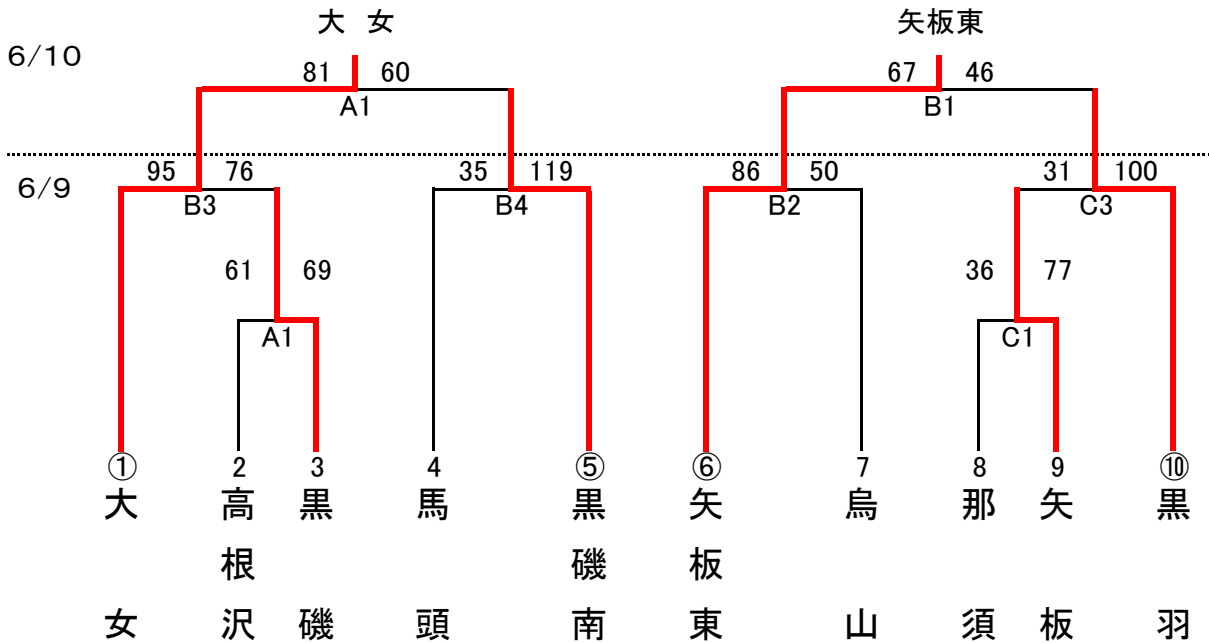 大 女 矢板東
6/10
81 60 67 46
A1 B1
95 76 35 119 86 50 31 100
6/9
B3 B4 B2 C3
61 69 36 77
A1 C1
① 2 3 4 ⑤ ⑥ 7 8 9 ⑩
大女
高根沢
黒磯
馬頭
黒磯南
矢板東
烏山
那須
矢板
黒羽